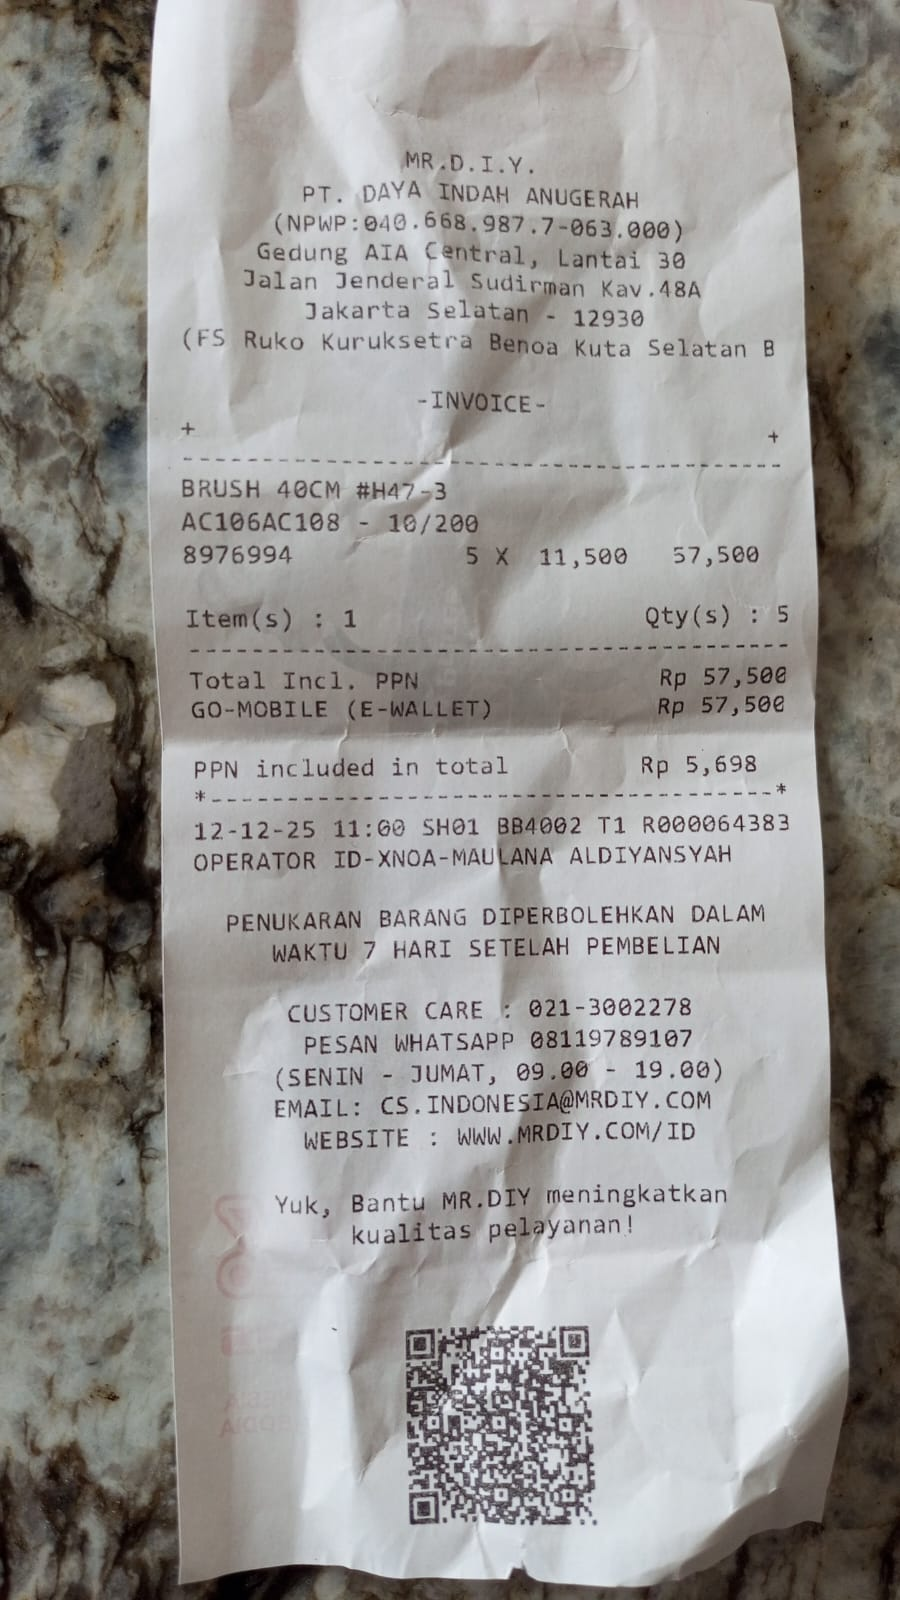 MR.D.I.Y.
PT. DAYA INDAH ANUGERAH
(NPWP:040.668.987.7-063.000)
Gedung AIA Central, Lantai 30
Jalan Jenderal Sudirman Kav.48A
Jakarta Selatan - 12930
(FS Ruko Kuruksetra Benoa Kuta Selatan B
-INVOICE-
+ +
BRUSH 40CM #H47-3
AC106AC108 - 10/200
8976994 5 X 11,500 57,500
Item(s) : 1 Qty(s) : 5
Total Incl. PPN Rp 57,500
GO-MOBILE (E-WALLET) Rp 57,500
PPN included in total Rp 5,698
*--------------------------------------*
12-12-25 11:00 SH01 BB4002 T1 R000064383
OPERATOR ID-XNOA-MAULANA ALDIYANSYAH
PENUKARAN BARANG DIPERBOLEHKAN DALAM
WAKTU 7 HARI SETELAH PEMBELIAN
CUSTOMER CARE : 021-3002278
PESAN WHATSAPP 08119789107
(SENIN - JUMAT, 09.00 - 19.00)
EMAIL: CS.INDONESIA@MRDIY.COM
WEBSITE : WWW.MRDIY.COM/ID
Yuk, Bantu MR.DIY meningkatkan
kualitas pelayanan!